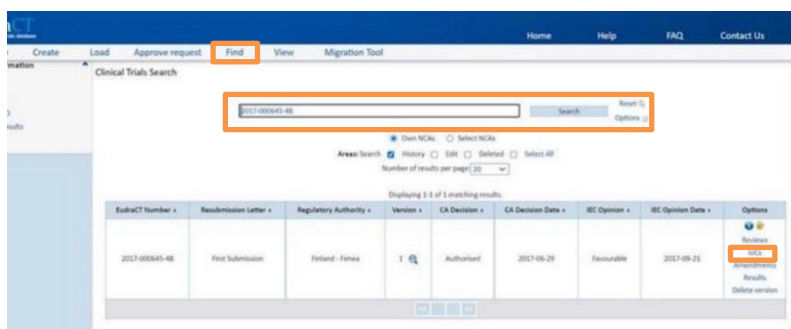 CT
Home Help FAQ Contact Us
Create Load Approve request Find View Migration Tool
Clinical Trials Search
2017-000645-48 Search Reset
Options
Own NCAs Select NCAs
Areas: Search History Edit Deleted Select All
Number of results per page: 20
Displaying 1-1 of 1 matching results.
EudraCT Number Resubmission Letter Regulatory Authority Version CA Decision CA Decision Date IEC Opinion IEC Opinion Date Options
Reviews
2017-000645-48 First Submission Finland - Fimea 1 Authorised 2017-06-29 Favourable 2017-09-21
Amendments
Results
Delete version